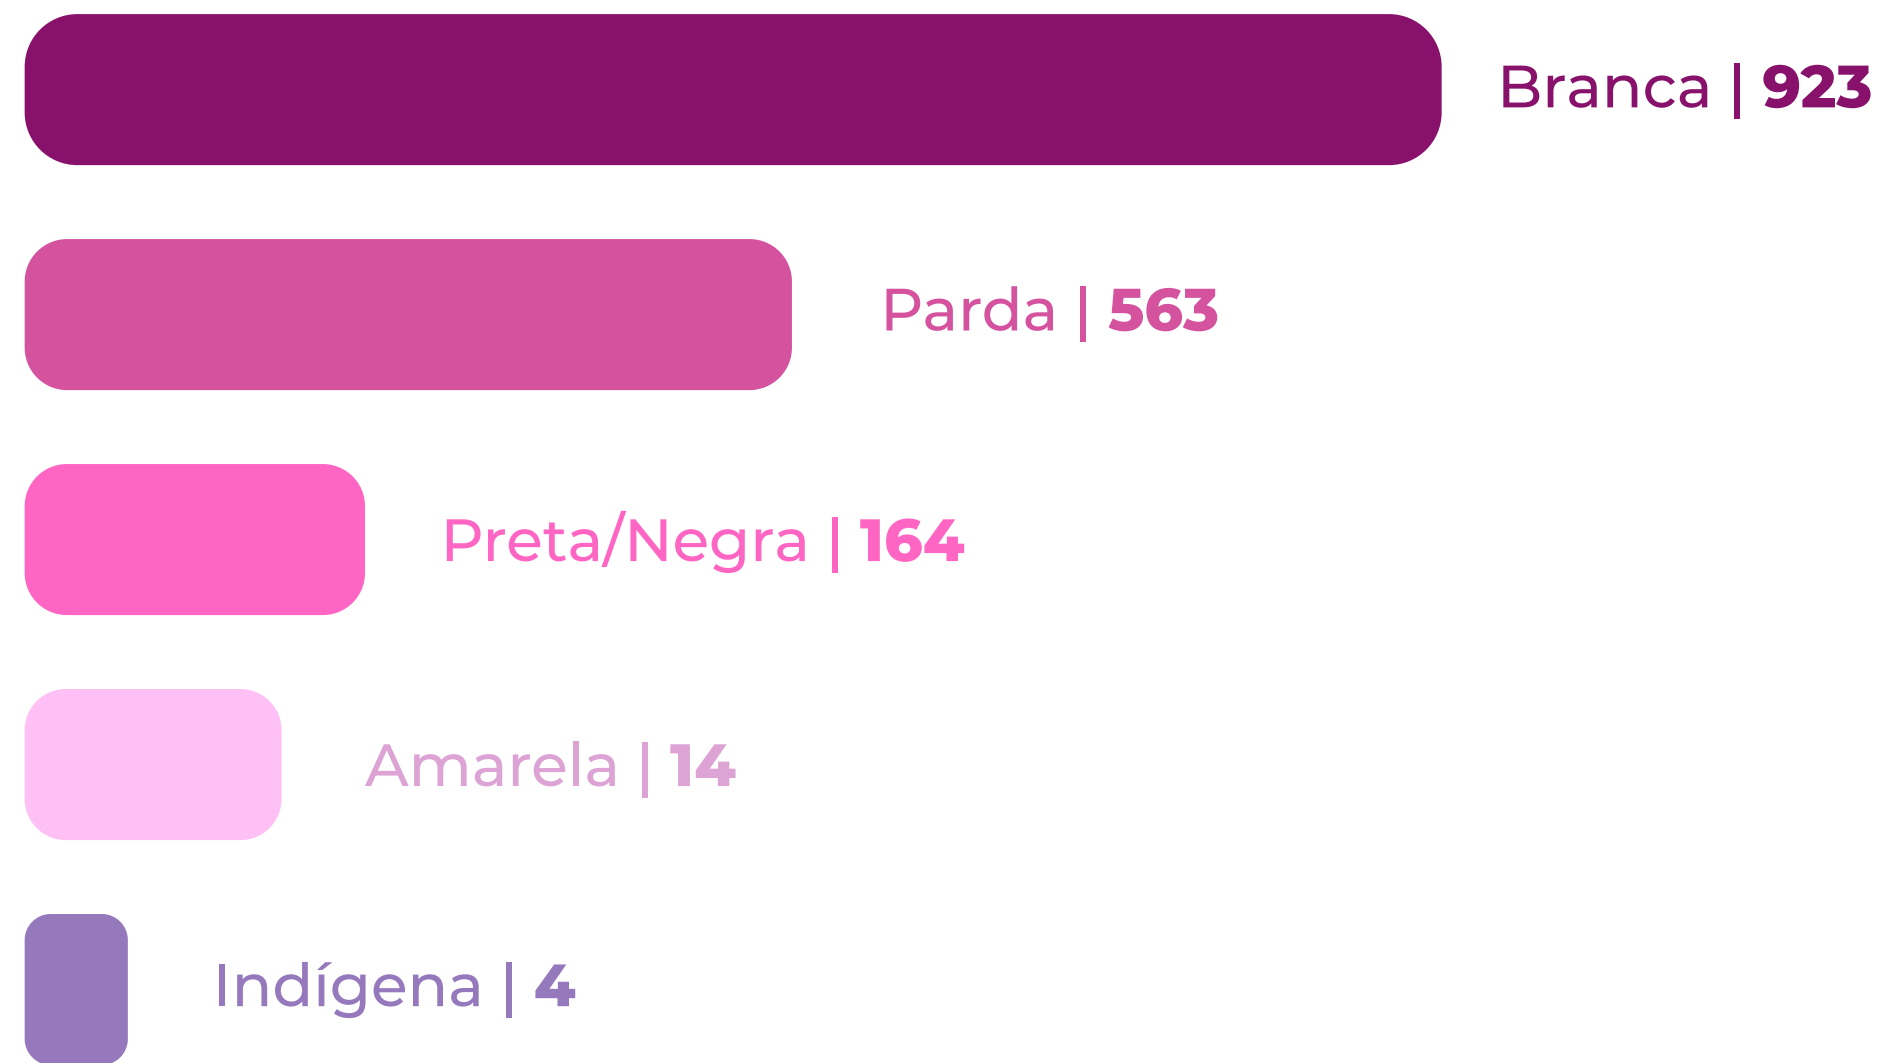 Branca | 923
Parda | 563
Preta/Negra | 164
Amarela | 14
Indígena | 4